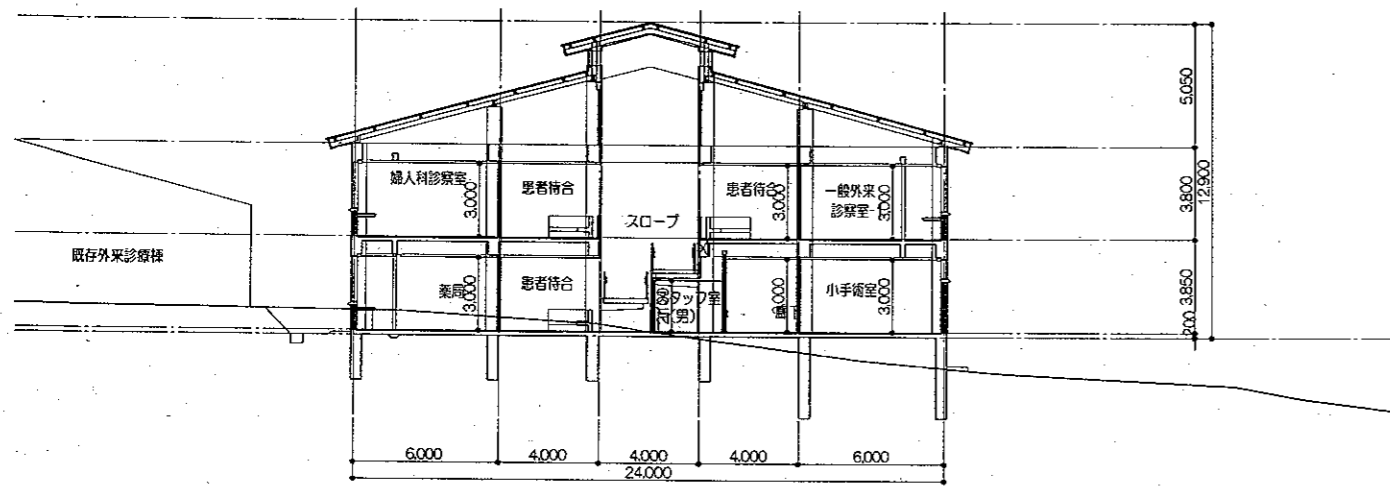 5,050
3,800
12,900
3,850
200
婦人科診察室
3,000
患者待合
スロープ
患者待合
3,000
一般外来
診察室-1
3,000
既存外来診療棟
薬局
3,000
患者待合
スタッフ室
(男)
3,000
小手術室
3,000
6,000
4,000
4,000
4,000
6,000
24,000